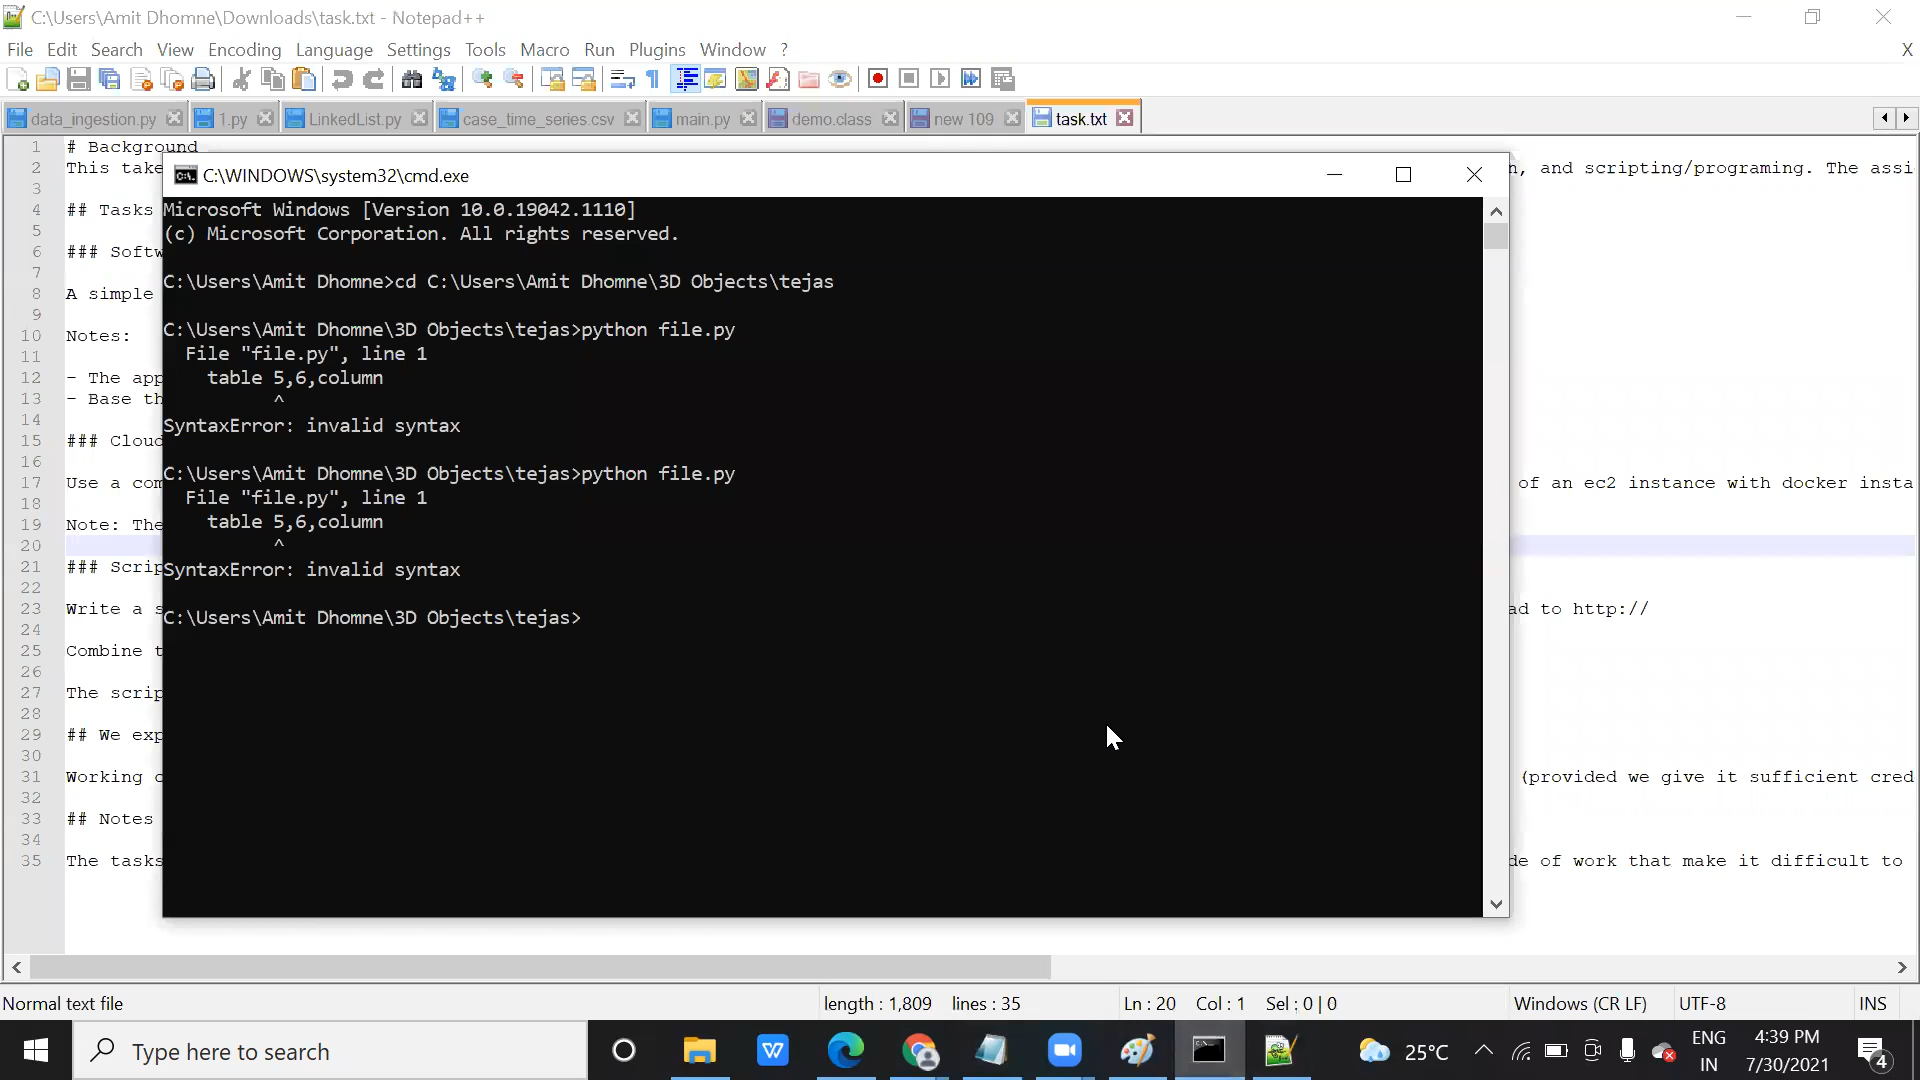 C:\Users\Amit Dhomne\Downloads\task.txt - Notepad++
File Edit Search View Encoding Language Settings Tools Macro Run Plugins Window ? X
data_ingestion.py 1.py LinkedList.py case_time_series.csv main.py demo.class new 109 task.txt
1 # Background
2 This take n, and scripting/programing. The assi
3
4 ## Tasks
5
6 ### Softw
7
8 A simple
9
10 Notes:
11
12 - The app
13 - Base th
14
15 ### Cloud
16
17 Use a com of an ec2 instance with docker insta
18
19 Note: The
20
21 ### Scrip
22
23 Write a s ad to http://
24
25 Combine t
26
27 The scrip
28
29 ## We exp
30
31 Working c (provided we give it sufficient cred
32
33 ## Notes
34
35 The tasks de of work that make it difficult to
C:\WINDOWS\system32\cmd.exe
Microsoft Windows [Version 10.0.19042.1110]
(c) Microsoft Corporation. All rights reserved.
C:\Users\Amit Dhomne>cd C:\Users\Amit Dhomne\3D Objects\tejas
C:\Users\Amit Dhomne\3D Objects\tejas>python file.py
File "file.py", line 1
table 5,6,column
^
SyntaxError: invalid syntax
C:\Users\Amit Dhomne\3D Objects\tejas>python file.py
File "file.py", line 1
table 5,6,column
^
SyntaxError: invalid syntax
C:\Users\Amit Dhomne\3D Objects\tejas>
Normal text file length : 1,809 lines : 35 Ln : 20 Col : 1 Sel : 0 | 0 Windows (CR LF) UTF-8 INS
Type here to search
25°C
ENG
IN
4:39 PM
7/30/2021
4